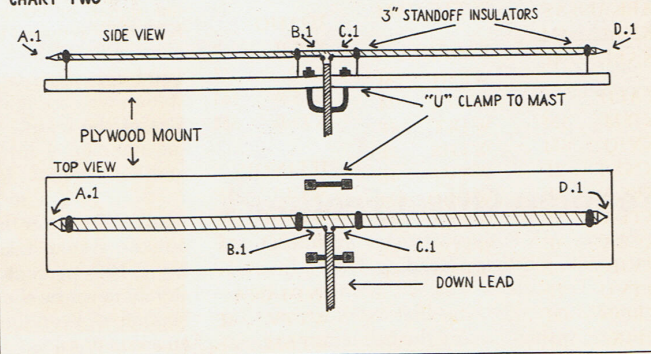 CHART TWO
3" STANDOFF INSULATORS
A.1
SIDE VIEW
B.1
C.1
D.1
"U" CLAMP TO MAST
PLYWOOD MOUNT
TOP VIEW
A.1
D.1
B.1
C.1
DOWN LEAD